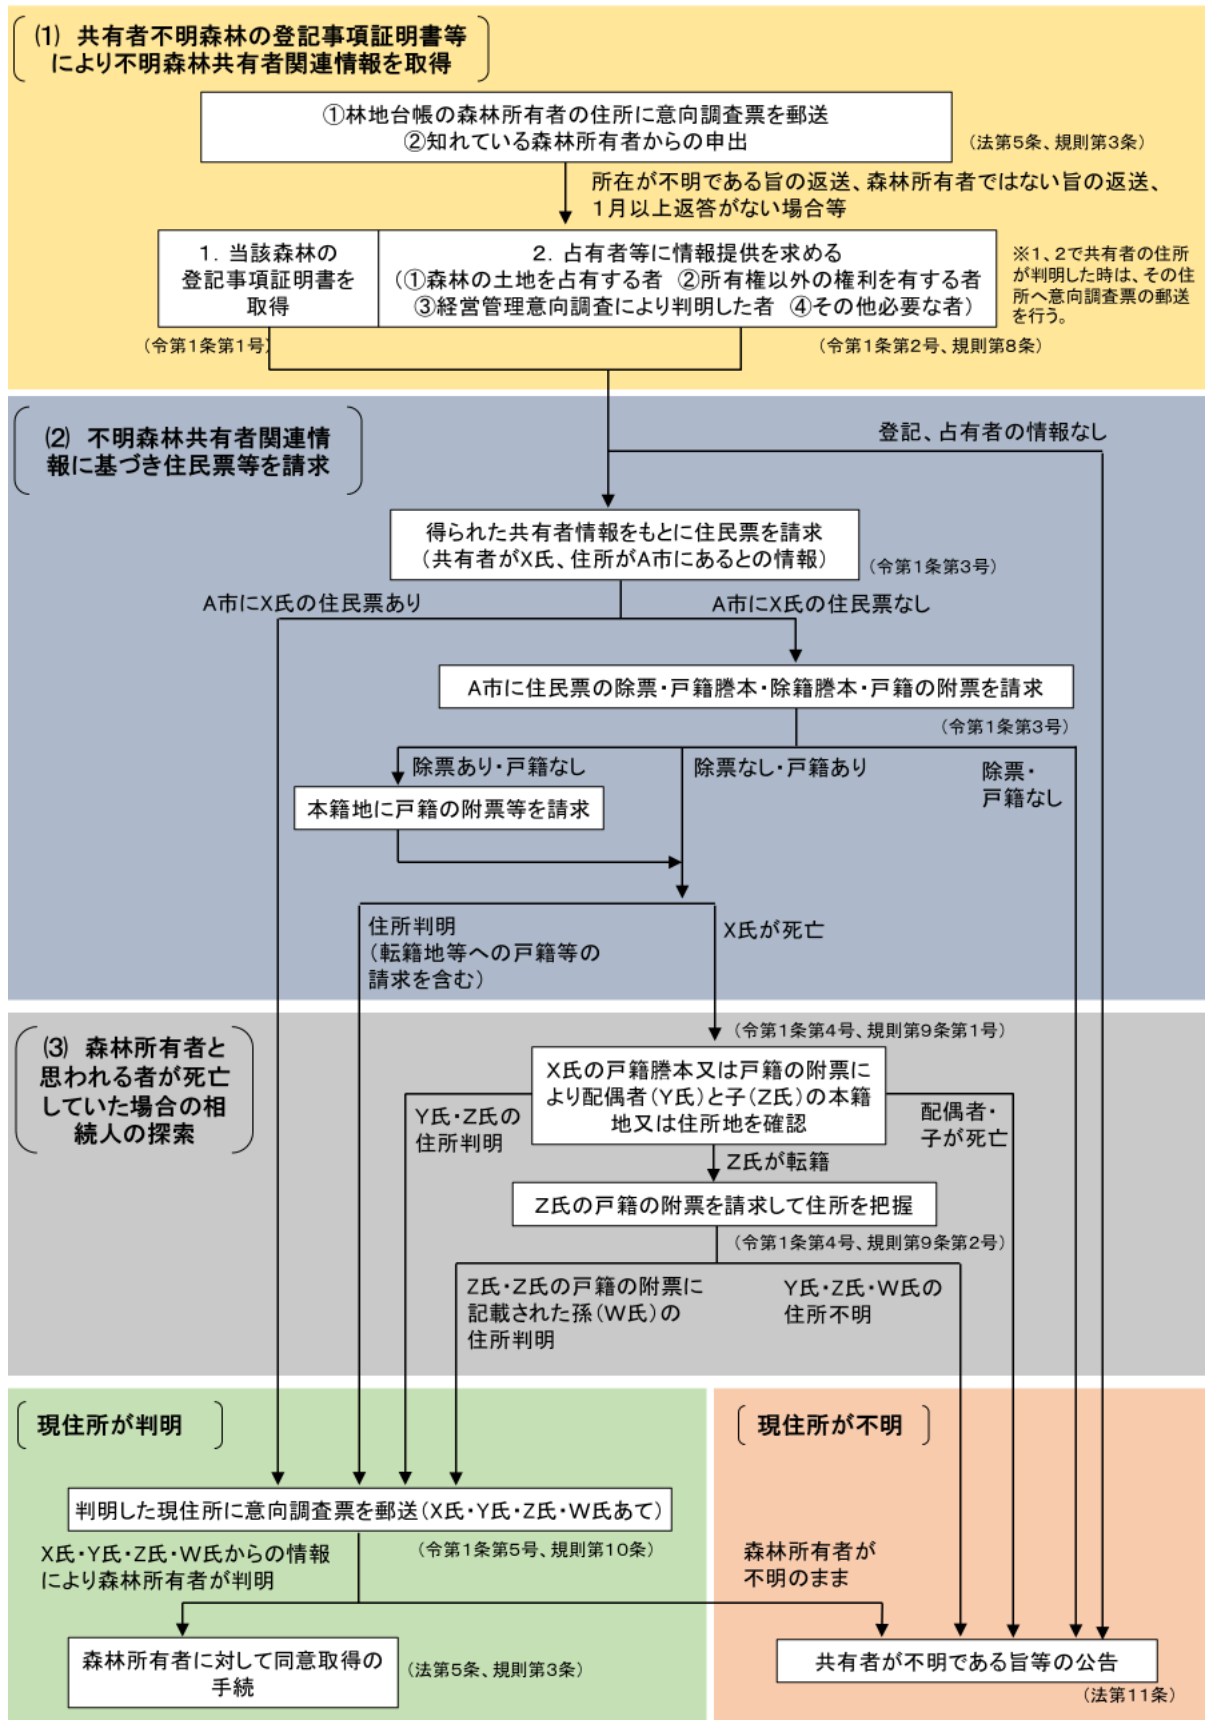 (1) 共有者不明森林の登記事項証明書等
により不明森林共有者関連情報を取得
①林地台帳の森林所有者の住所に意向調査票を郵送
②知れている森林所有者からの申出
(法第5条、規則第3条)
所在が不明である旨の返送、森林所有者ではない旨の返送、
1月以上返答がない場合等
1. 当該森林の
登記事項証明書を
取得
2. 占有者等に情報提供を求める
(①森林の土地を占有する者 ②所有権以外の権利を有する者
③経営管理意向調査により判明した者 ④その他必要な者)
※1、2で共有者の住所
が判明した時は、その住
所へ意向調査票の郵送
を行う。
(令第1条第1号)
(令第1条第2号、規則第8条)
(2) 不明森林共有者関連情
報に基づき住民票等を請求
登記、占有者の情報なし
得られた共有者情報をもとに住民票を請求
(共有者がX氏、住所がA市にあるとの情報)
(令第1条第3号)
A市にX氏の住民票あり
A市にX氏の住民票なし
A市に住民票の除票・戸籍謄本・除籍謄本・戸籍の附票を請求
(令第1条第3号)
除票あり・戸籍なし
除票なし・戸籍あり
除票・
戸籍なし
本籍地に戸籍の附票等を請求
住所判明
(転籍地等への戸籍等の
請求を含む)
X氏が死亡
(3) 森林所有者と
思われる者が死亡
していた場合の相
続人の探索
(令第1条第4号、規則第9条第1号)
X氏の戸籍謄本又は戸籍の附票に
より配偶者(Y氏)と子(Z氏)の本籍
地又は住所地を確認
Y氏・Z氏の
住所判明
配偶者・
子が死亡
Z氏が転籍
Z氏の戸籍の附票を請求して住所を把握
(令第1条第4号、規則第9条第2号)
Z氏・Z氏の戸籍の附票に
記載された孫(W氏)の
住所判明
Y氏・Z氏・W氏の
住所不明
現住所が判明
現住所が不明
判明した現住所に意向調査票を郵送(X氏・Y氏・Z氏・W氏あて)
(令第1条第5号、規則第10条)
X氏・Y氏・Z氏・W氏からの情報
により森林所有者が判明
森林所有者が
不明のまま
森林所有者に対して同意取得の
手続
(法第5条、規則第3条)
共有者が不明である旨等の公告
(法第11条)